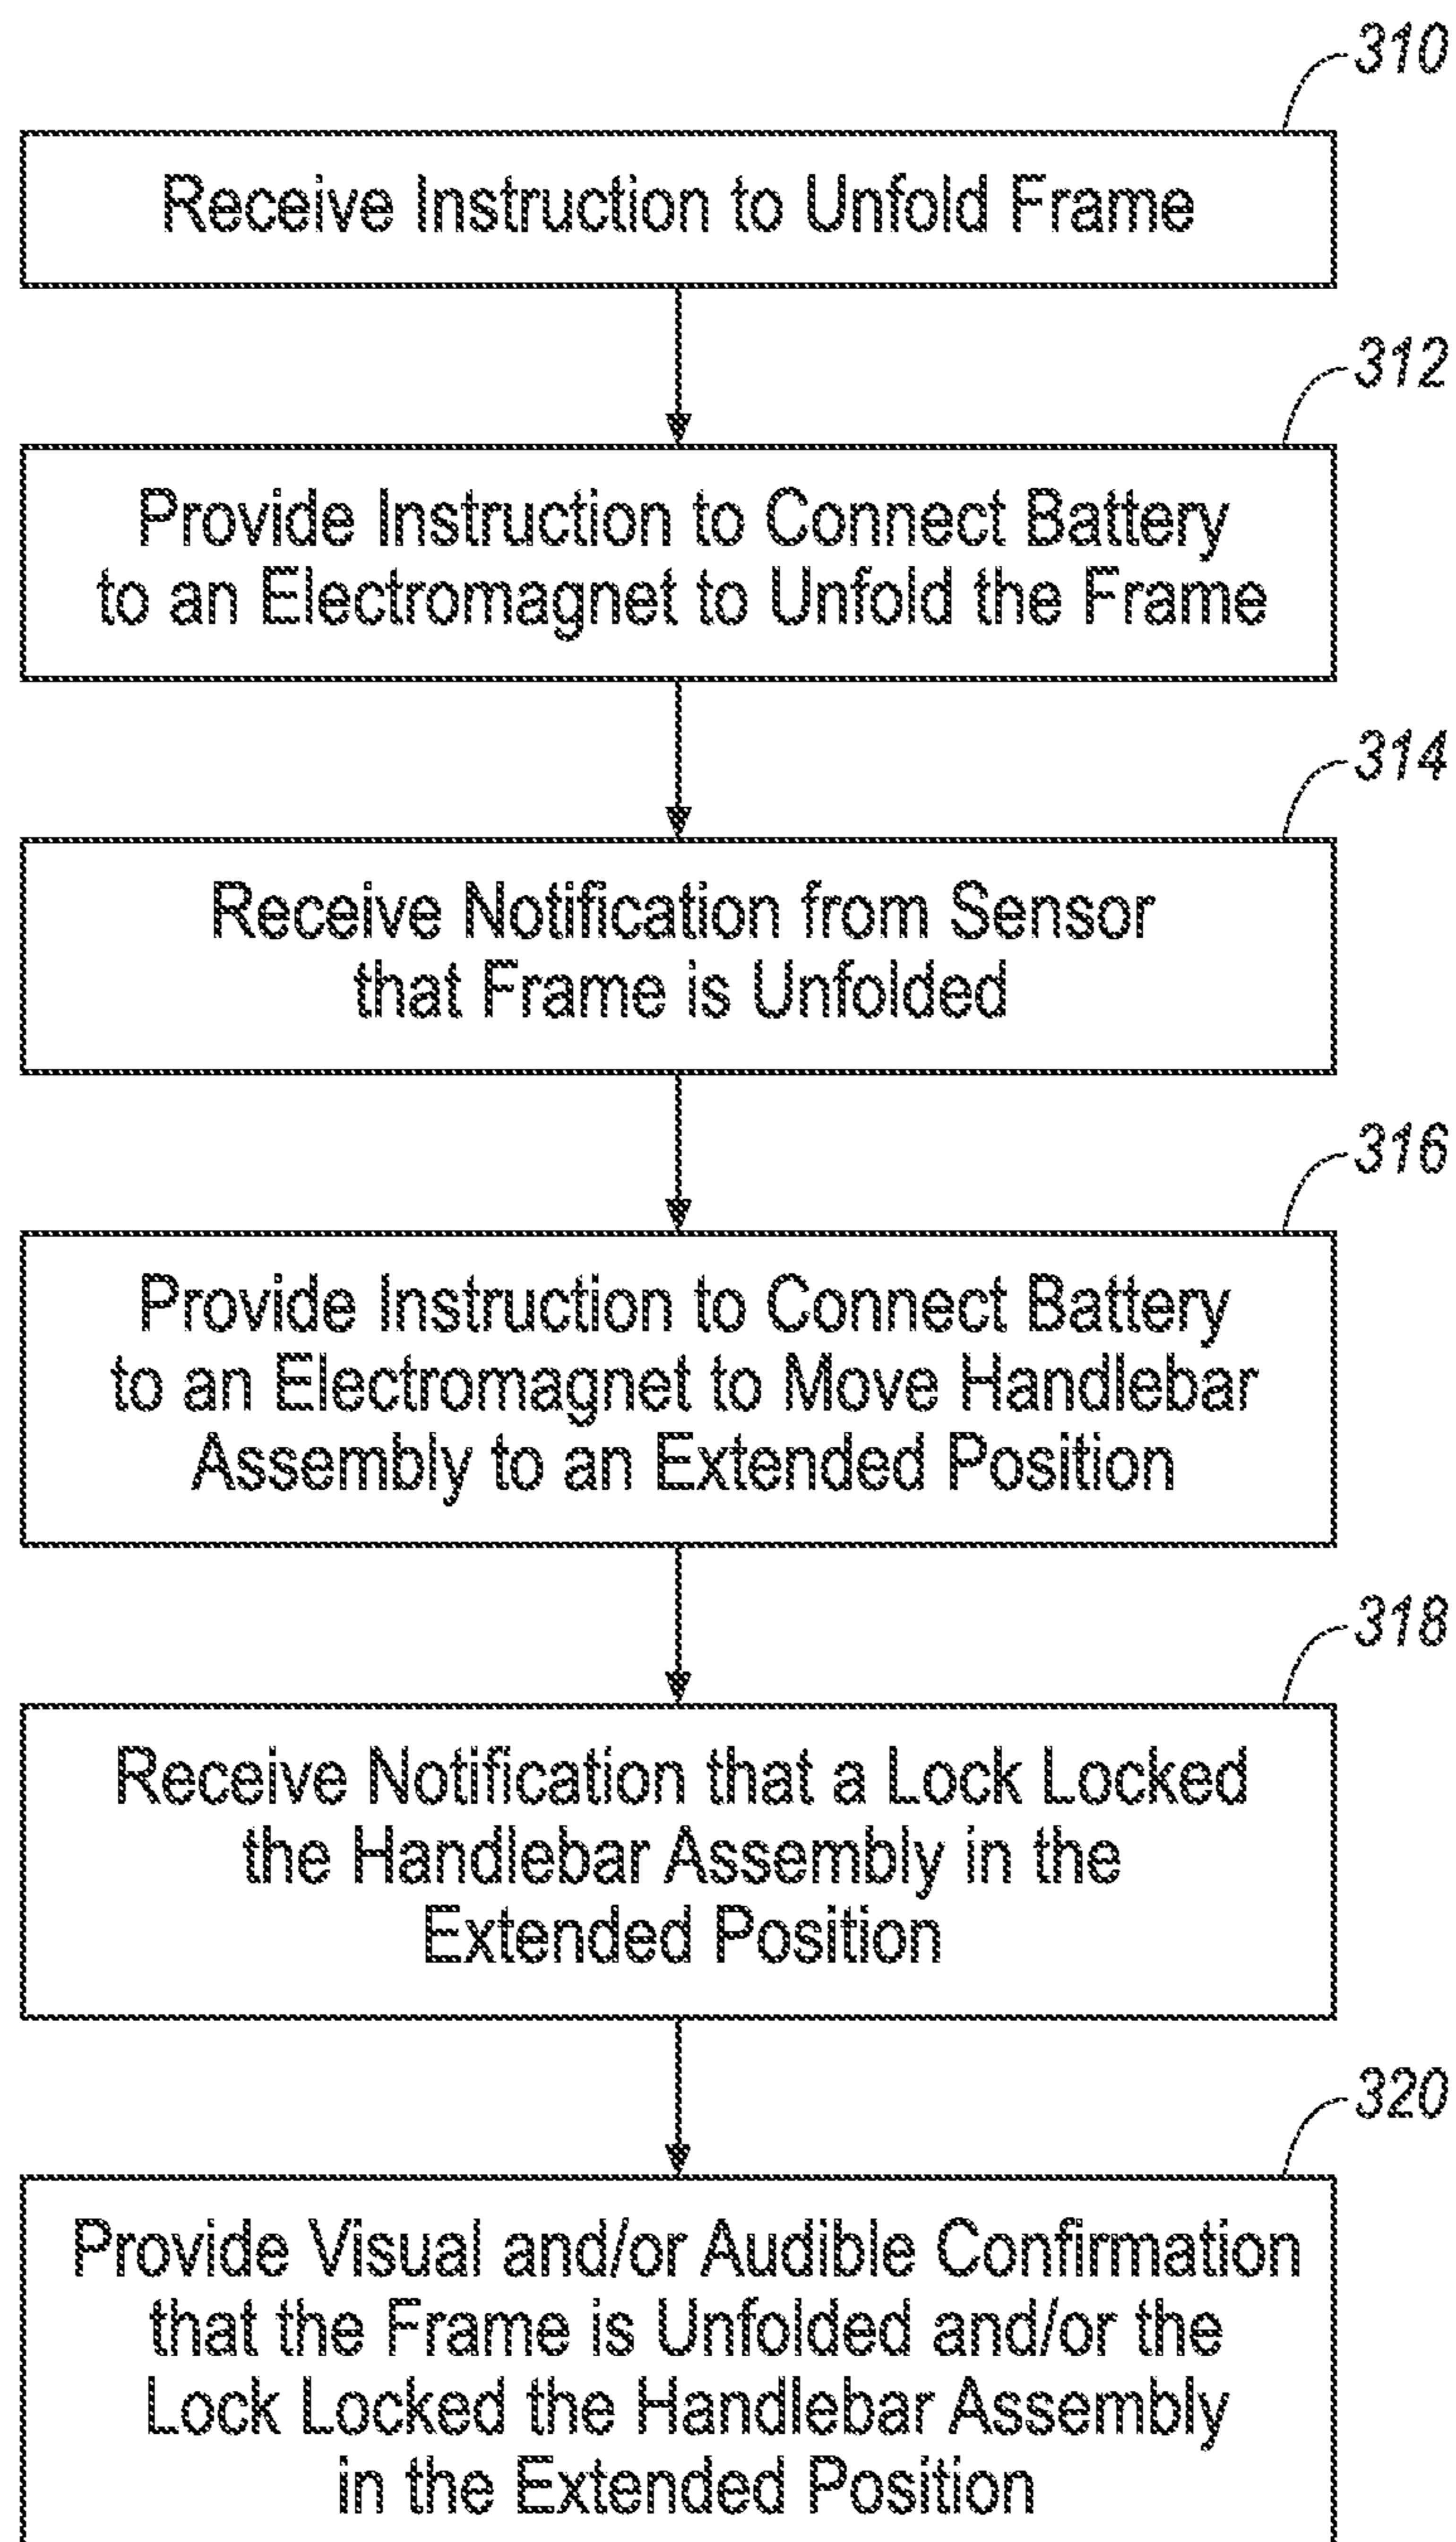 310
Receive Instruction to Unfold Frame
312
Provide Instruction to Connect Battery
to an Electromagnet to Unfold the Frame
314
Receive Notification from Sensor
that Frame is Unfolded
316
Provide Instruction to Connect Battery
to an Electromagnet to Move Handlebar
Assembly to an Extended Position
318
Receive Notification that a Lock Locked
the Handlebar Assembly in the
Extended Position
320
Provide Visual and/or Audible Confirmation
that the Frame is Unfolded and/or the
Lock Locked the Handlebar Assembly
in the Extended Position